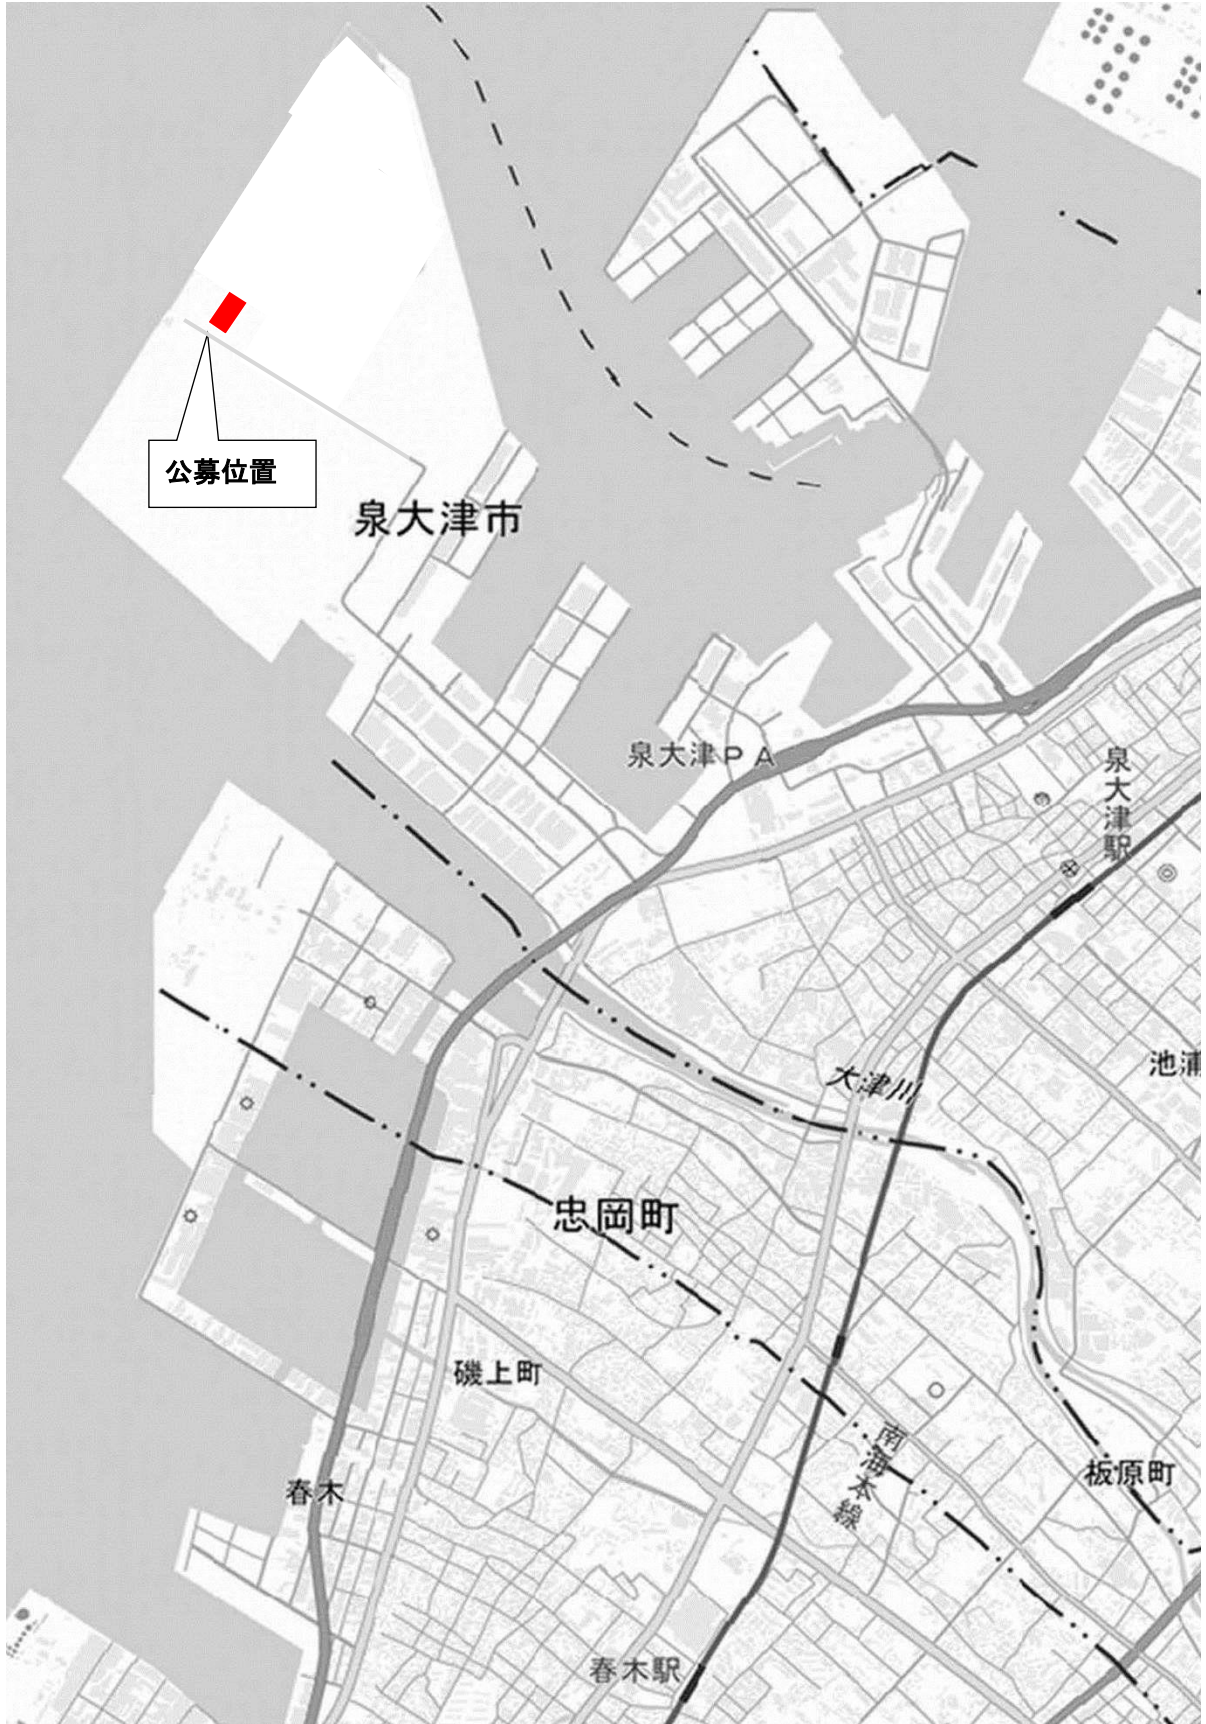 公募位置
泉大津市
泉大津ＰＡ
泉大津駅
池浦
大津川
忠岡町
磯上町
南海本線
板原町
春木
春木駅